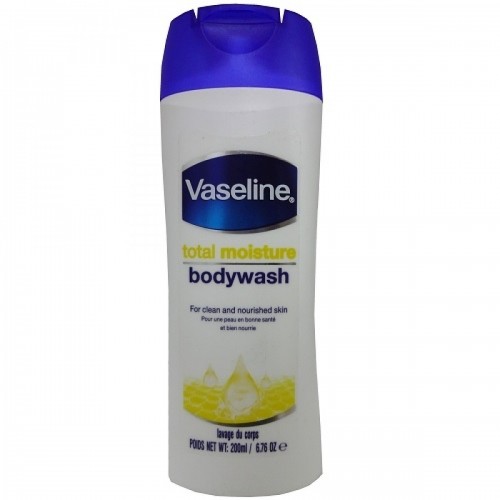 Vaseline®
total moisture
bodywash
For clean and nourished skin
Pour une peau en bonne santé
et bien nourrie
lavage du corps
POIDS NET WT: 200ml / 6.76 OZ ℮